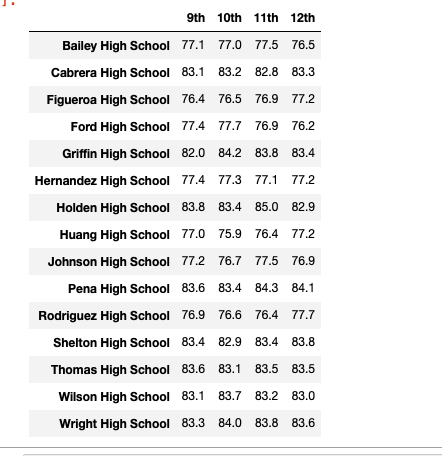 ]:
9th 10th 11th 12th
Bailey High School 77.1 77.0 77.5 76.5
Cabrera High School 83.1 83.2 82.8 83.3
Figueroa High School 76.4 76.5 76.9 77.2
Ford High School 77.4 77.7 76.9 76.2
Griffin High School 82.0 84.2 83.8 83.4
Hernandez High School 77.4 77.3 77.1 77.2
Holden High School 83.8 83.4 85.0 82.9
Huang High School 77.0 75.9 76.4 77.2
Johnson High School 77.2 76.7 77.5 76.9
Pena High School 83.6 83.4 84.3 84.1
Rodriguez High School 76.9 76.6 76.4 77.7
Shelton High School 83.4 82.9 83.4 83.8
Thomas High School 83.6 83.1 83.5 83.5
Wilson High School 83.1 83.7 83.2 83.0
Wright High School 83.3 84.0 83.8 83.6